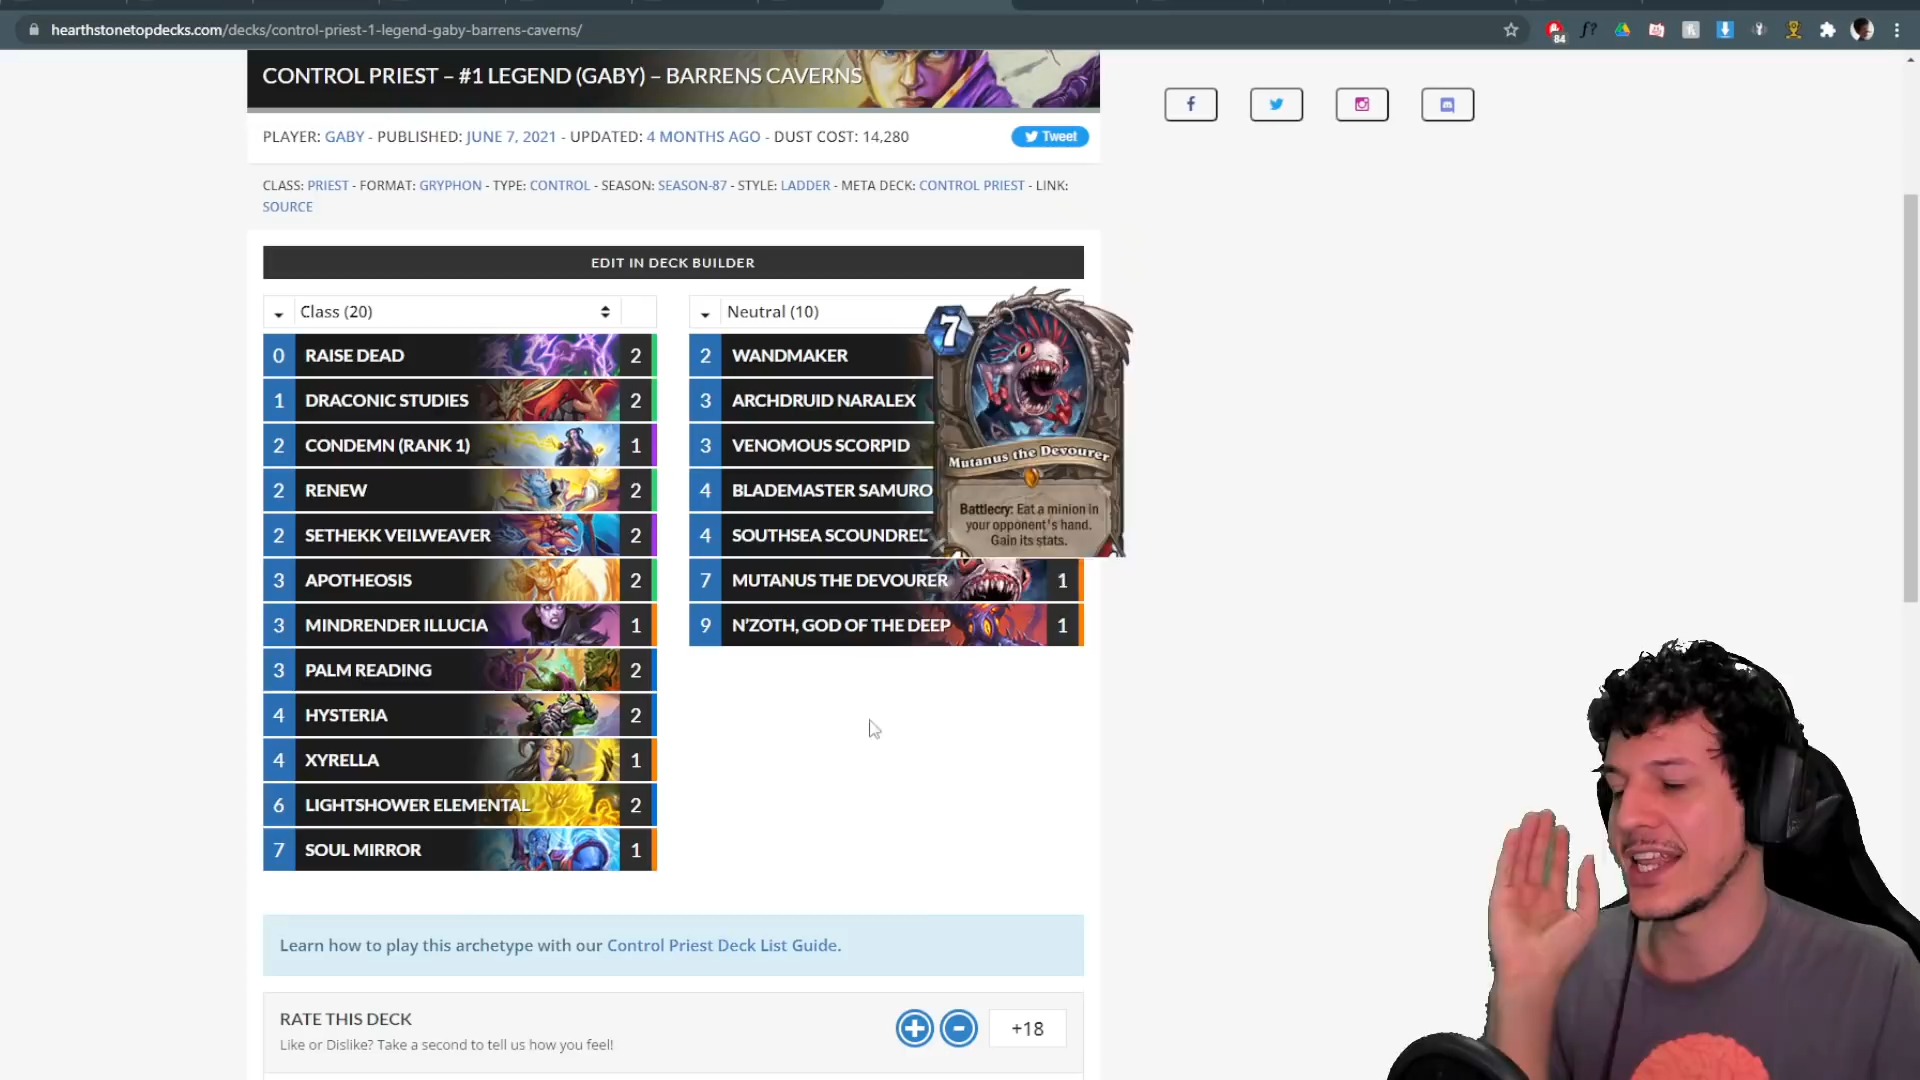 hearthstonetopdecks.com/decks/control-priest-1-legend-gaby-barrens-caverns/
84
f?
CONTROL PRIEST – #1 LEGEND (GABY) – BARRENS CAVERNS
PLAYER: GABY - PUBLISHED: JUNE 7, 2021 - UPDATED: 4 MONTHS AGO - DUST COST: 14,280
Tweet
CLASS: PRIEST - FORMAT: GRYPHON - TYPE: CONTROL - SEASON: SEASON-87 - STYLE: LADDER - META DECK: CONTROL PRIEST - LINK:
SOURCE
EDIT IN DECK BUILDER
Class (20)
0 RAISE DEAD 2
1 DRACONIC STUDIES 2
2 CONDEMN (RANK 1) 1
2 RENEW 2
2 SETHEKK VEILWEAVER 2
3 APOTHEOSIS 2
3 MINDRENDER ILLUCIA 1
3 PALM READING 2
4 HYSTERIA 2
4 XYRELLA 1
6 LIGHTSHOWER ELEMENTAL 2
7 SOUL MIRROR 1
Neutral (10)
2 WANDMAKER
3 ARCHDRUID NARALEX
3 VENOMOUS SCORPID
4 BLADEMASTER SAMURO
4 SOUTHSEA SCOUNDREL
7 MUTANUS THE DEVOURER 1
9 N'ZOTH, GOD OF THE DEEP 1
7
Mutanus the Devourer
Battlecry: Eat a minion in
your opponent's hand.
Gain its stats.
Learn how to play this archetype with our Control Priest Deck List Guide.
RATE THIS DECK
Like or Dislike? Take a second to tell us how you feel!
+18